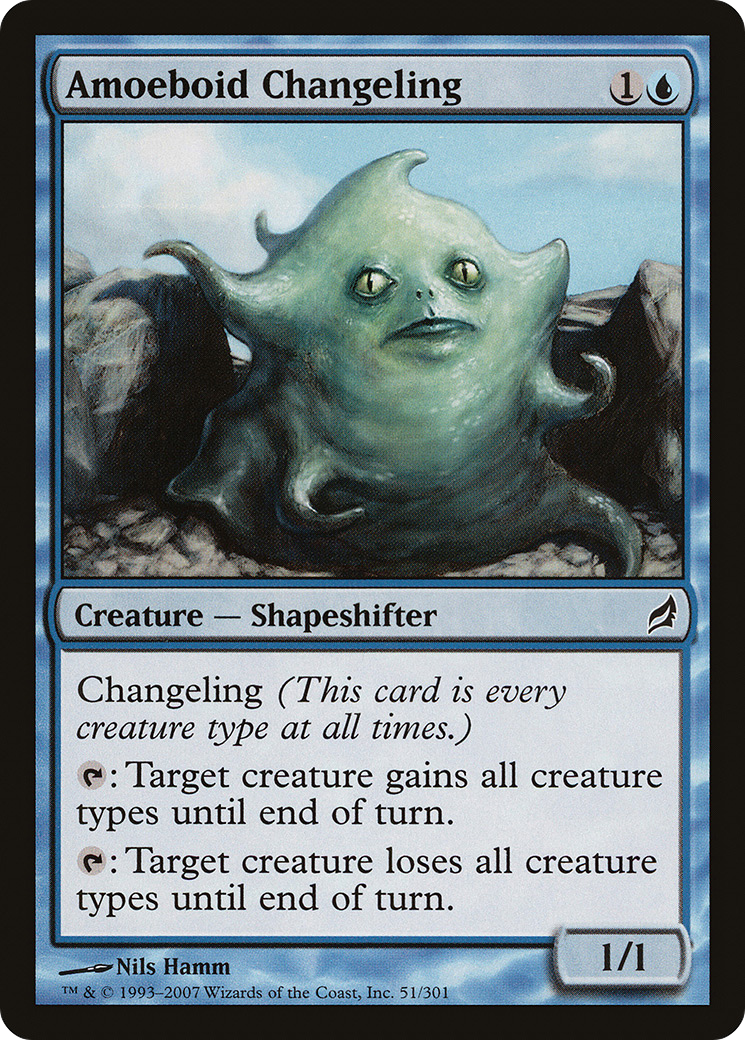 Amoeboid Changeling 1
Creature — Shapeshifter
Changeling (This card is every
creature type at all times.)
: Target creature gains all creature
types until end of turn.
: Target creature loses all creature
types until end of turn.
1/1
Nils Hamm
™ & © 1993–2007 Wizards of the Coast, Inc. 51/301